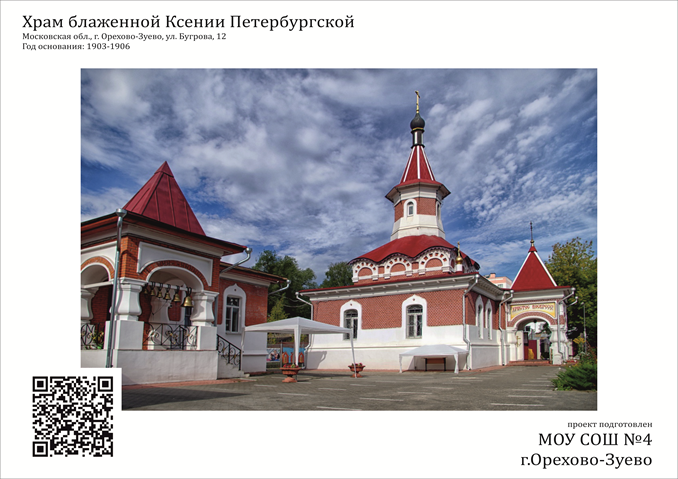 Храм блаженной Ксении Петербургской
Московская обл., г. Орехово-Зуево, ул. Бугрова, 12
Год основания: 1903-1906
проект подготовлен
МОУ СОШ №4
г.Орехово-Зуево